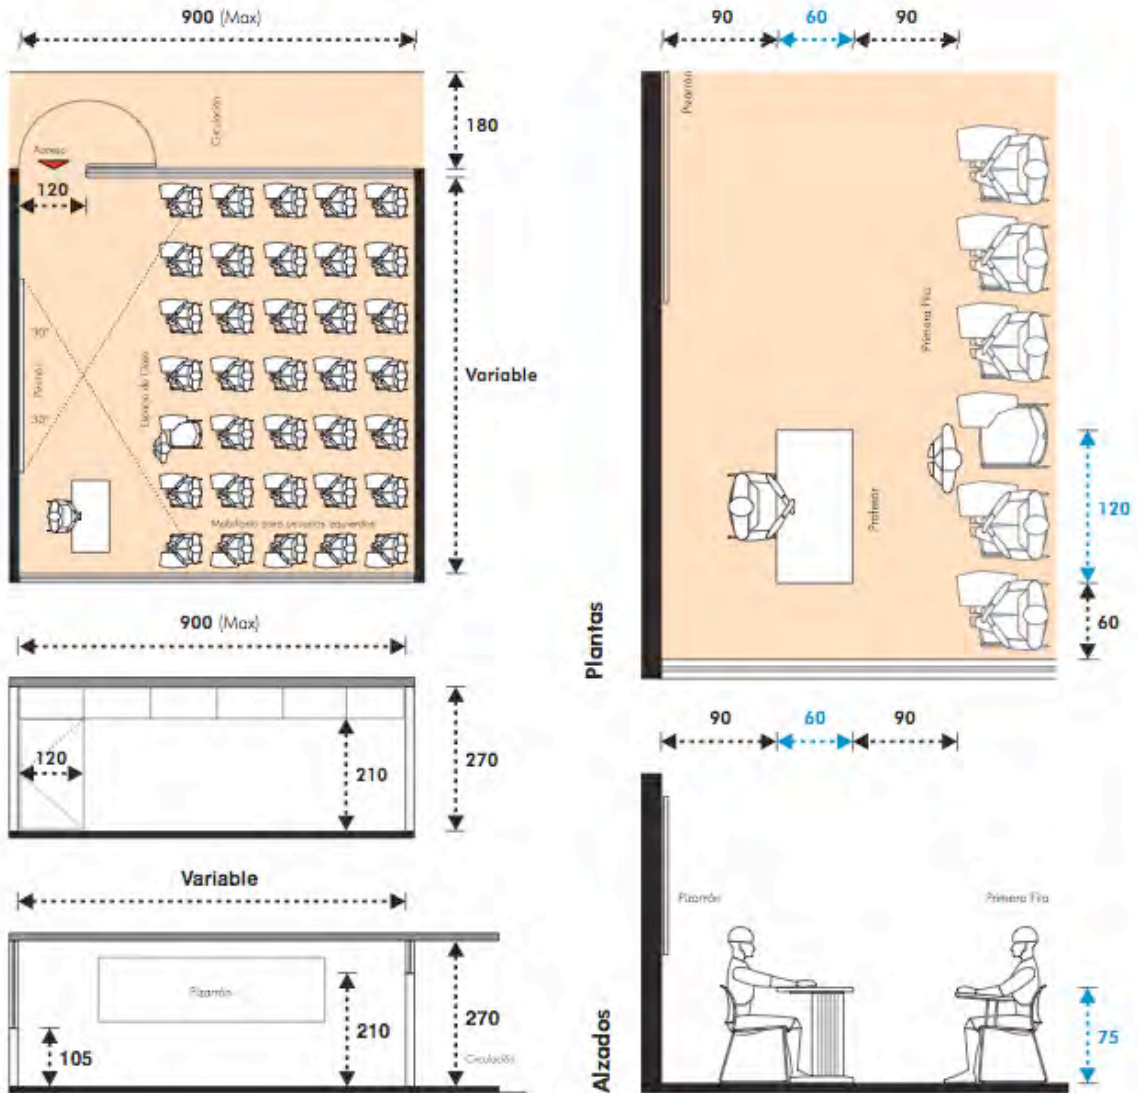 900 (Max)
Circulación
180
Acceso
120
30°
Pizarrón
30°
Variable
Mobiliario para usuarios izquierdos
900 (Max)
120
210
270
Variable
Pizarrón
105
210
270
Circulación
90
60
90
Pizarrón
Primera Fila
Profesor
120
60
Plantas
90
60
90
Pizarrón
Primera Fila
75
Alzados